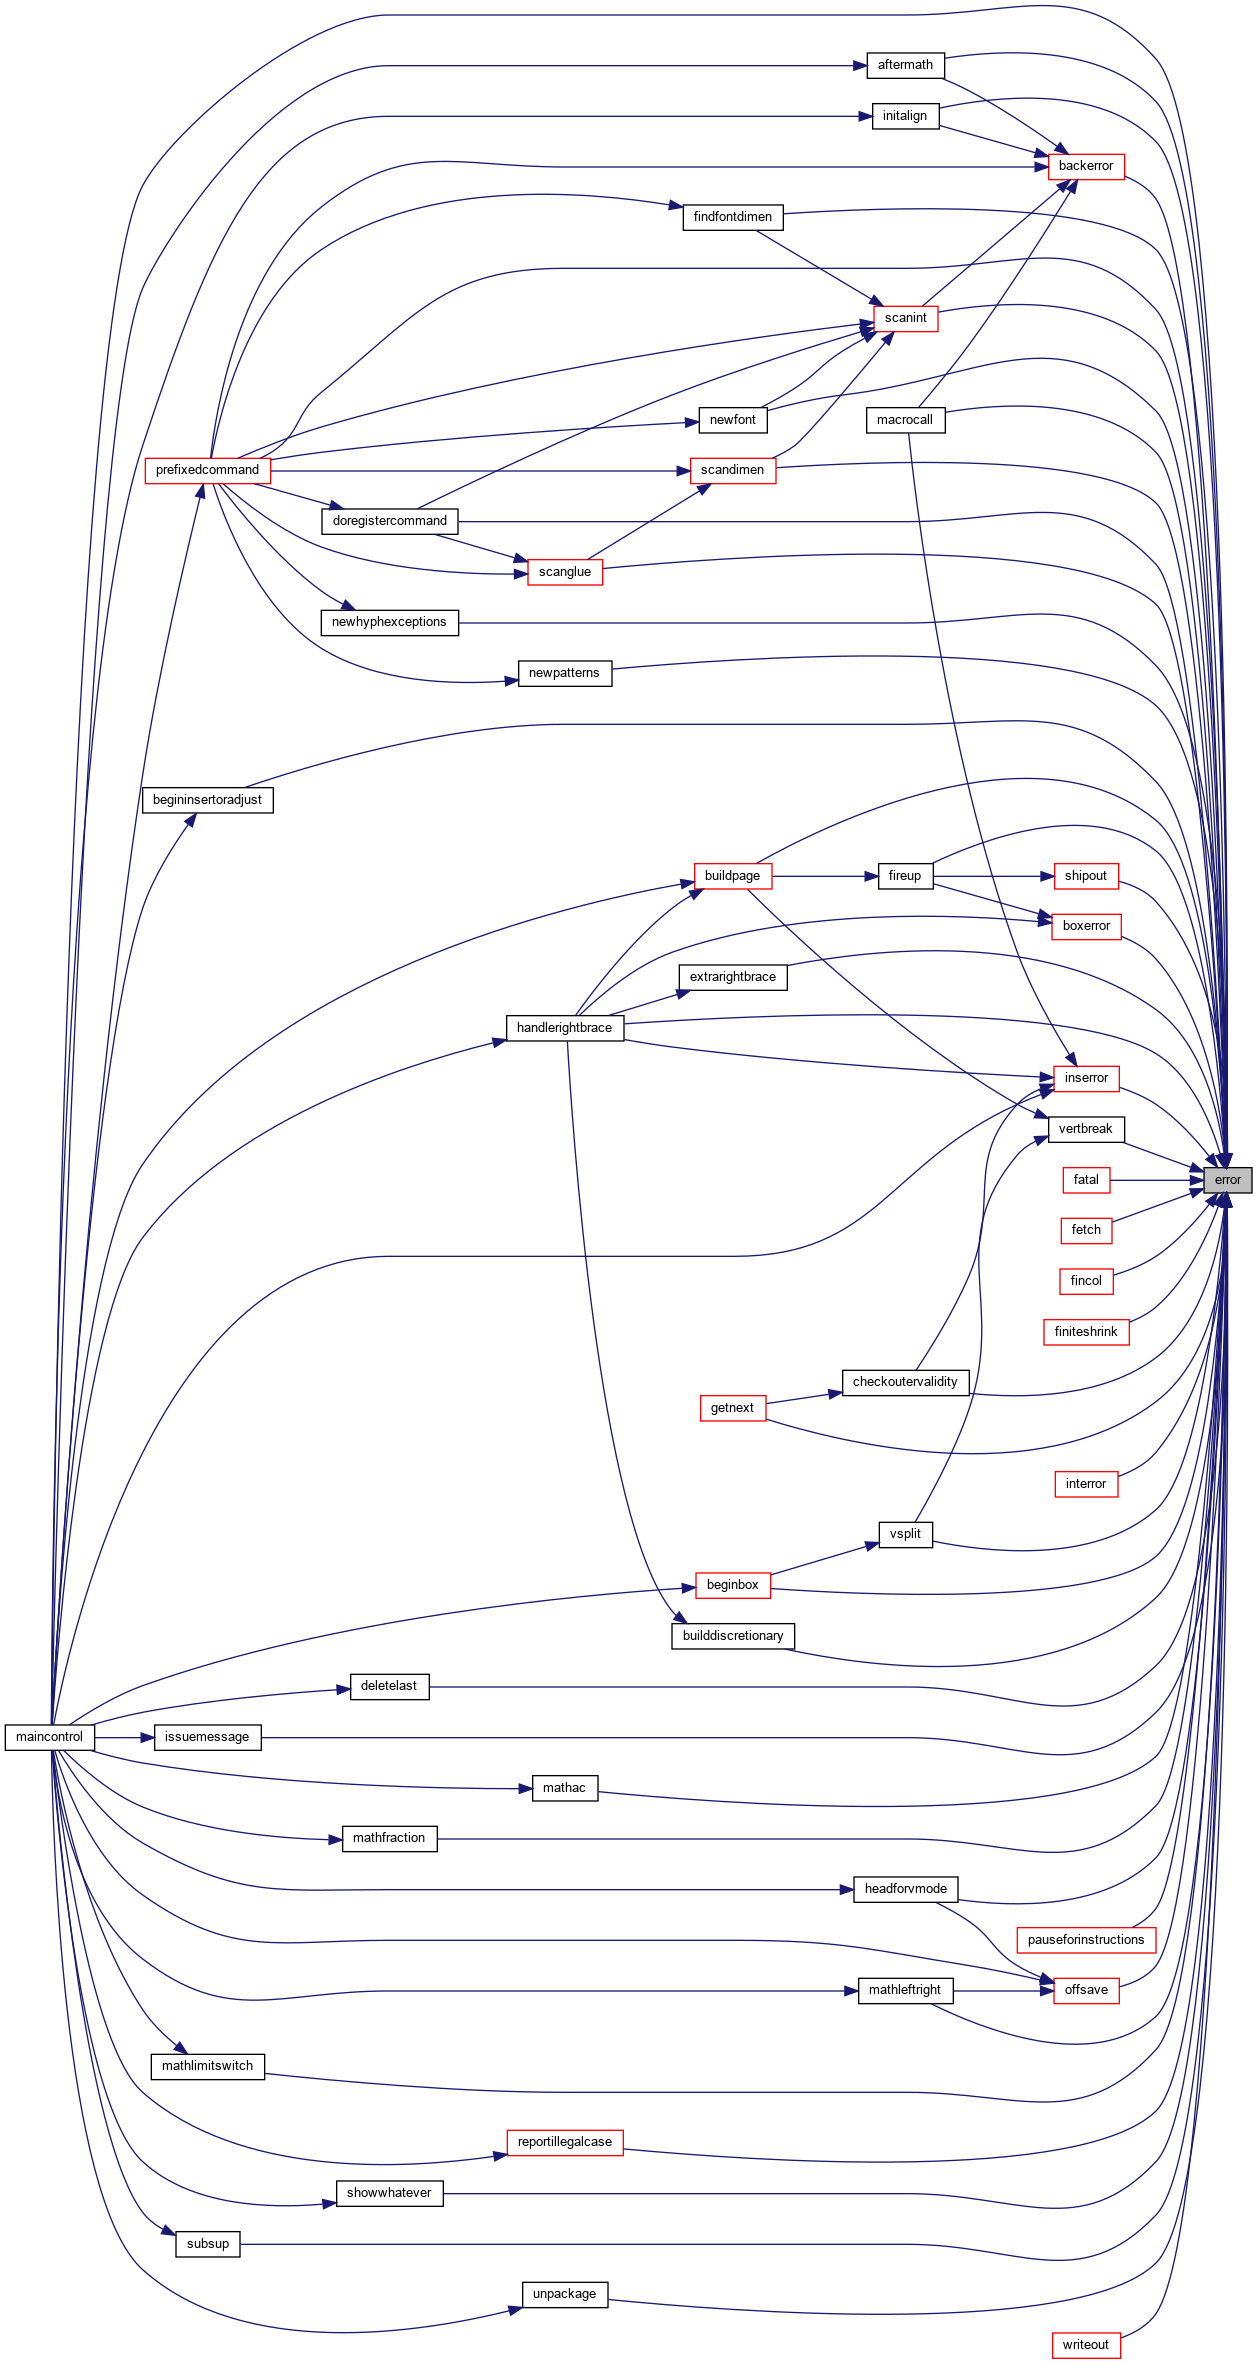 aftermath
initalign
backerror
findfontdimen
scanint
newfont
macrocall
prefixedcommand
scandimen
doregistercommand
scanglue
newhyphexceptions
newpatterns
begininsertoradjust
buildpage
fireup
shipout
boxerror
extrarightbrace
handlerightbrace
inserror
vertbreak
fatal
error
fetch
fincol
finiteshrink
checkoutervalidity
getnext
interror
vsplit
beginbox
builddiscretionary
deletelast
maincontrol
issuemessage
mathac
mathfraction
headforvmode
pauseforinstructions
mathleftright
offsave
mathlimitswitch
reportillegalcase
showwhatever
subsup
unpackage
writeout